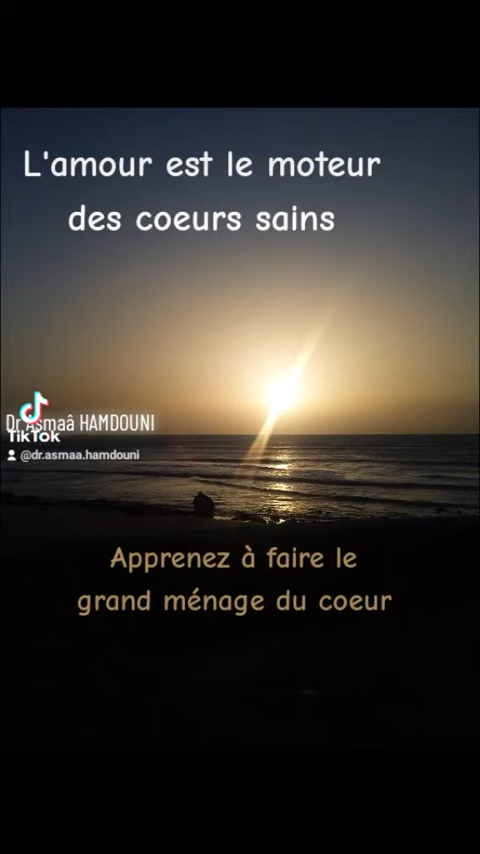 L'amour est le moteur
des coeurs sains
Dr Asmaâ HAMDOUNI
TikTok
@dr.asmaa.hamdouni
Apprenez à faire le
grand ménage du coeur